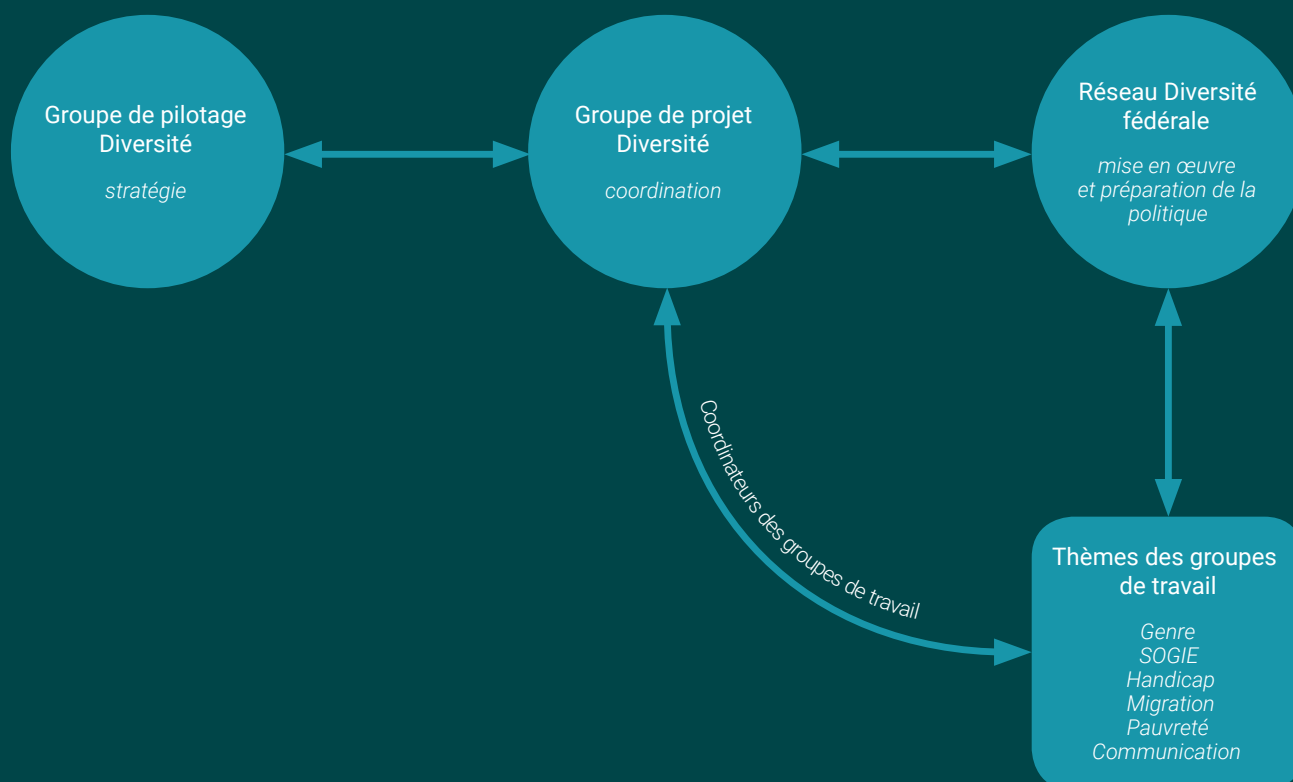 Groupe de pilotage
Diversité
stratégie
Groupe de projet
Diversité
coordination
Réseau Diversité
fédérale
mise en œuvre
et préparation de la
politique
Coordinateurs des groupes de travail
Thèmes des groupes
de travail
Genre
SOGIE
Handicap
Migration
Pauvreté
Communication